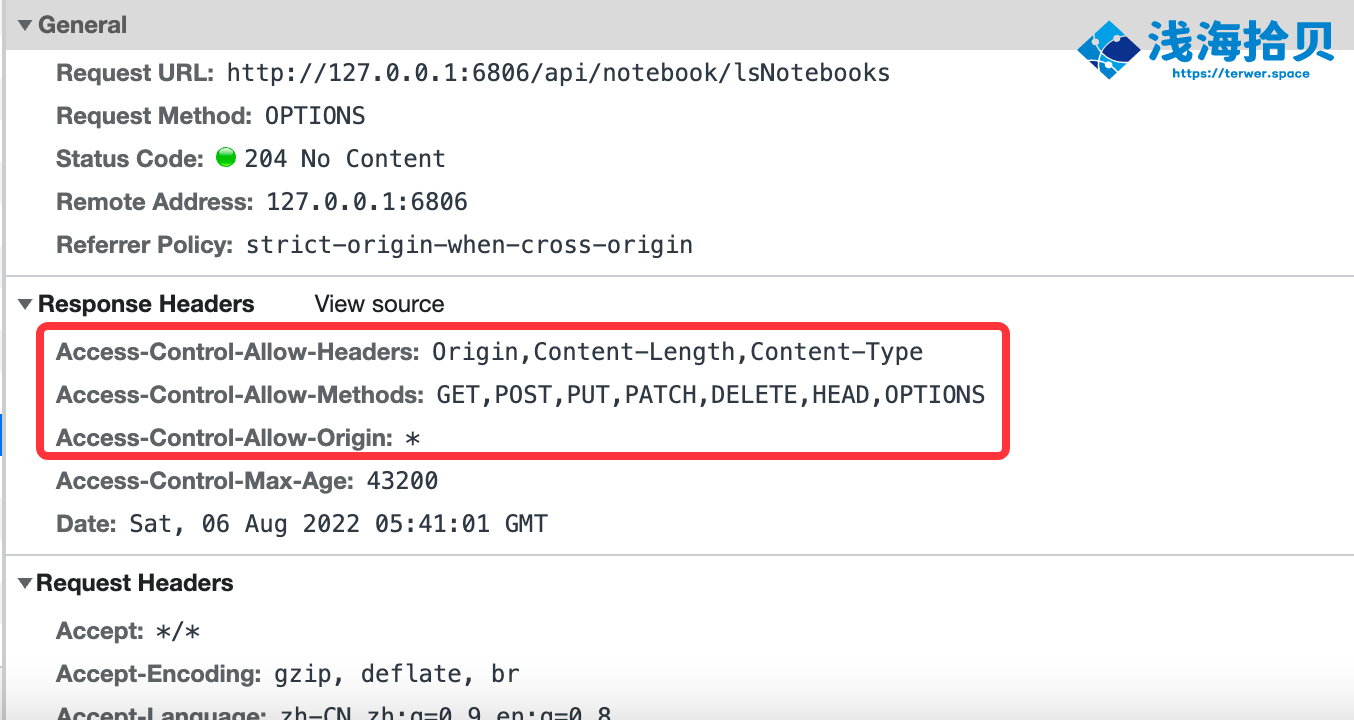 General
浅海拾贝
https://terwer.space
Request URL: http://127.0.0.1:6806/api/notebook/lsNotebooks
Request Method: OPTIONS
Status Code: 204 No Content
Remote Address: 127.0.0.1:6806
Referrer Policy: strict-origin-when-cross-origin
Response Headers View source
Access-Control-Allow-Headers: Origin,Content-Length,Content-Type
Access-Control-Allow-Methods: GET,POST,PUT,PATCH,DELETE,HEAD,OPTIONS
Access-Control-Allow-Origin: *
Access-Control-Max-Age: 43200
Date: Sat, 06 Aug 2022 05:41:01 GMT
Request Headers
Accept: */*
Accept-Encoding: gzip, deflate, br
Accept-Language: zh-CN,zh;q=0.9,en;q=0.8